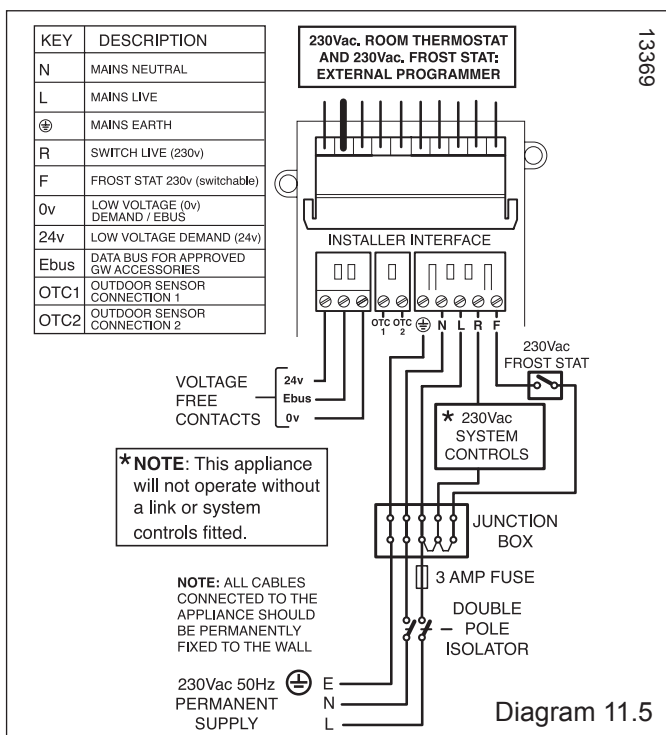 KEY DESCRIPTION
N MAINS NEUTRAL
L MAINS LIVE
⏚ MAINS EARTH
R SWITCH LIVE (230v)
F FROST STAT 230v (switchable)
0v LOW VOLTAGE (0v)
DEMAND / EBUS
24v LOW VOLTAGE DEMAND (24v)
Ebus DATA BUS FOR APPROVED
GW ACCESSORIES
OTC1 OUTDOOR SENSOR
CONNECTION 1
OTC2 OUTDOOR SENSOR
CONNECTION 2
230Vac. ROOM THERMOSTAT
AND 230Vac. FROST STAT:
EXTERNAL PROGRAMMER
13369
INSTALLER INTERFACE
OTC 1 OTC 2 ⏚ N L R F
230Vac
FROST STAT
VOLTAGE
FREE
CONTACTS
24v
Ebus
0v
* 230Vac
SYSTEM
CONTROLS
*NOTE: This appliance
will not operate without
a link or system
controls fitted.
JUNCTION
BOX
3 AMP FUSE
NOTE: ALL CABLES
CONNECTED TO THE
APPLIANCE SHOULD
BE PERMANENTLY
FIXED TO THE WALL
DOUBLE
POLE
ISOLATOR
230Vac 50Hz
PERMANENT
SUPPLY
⏚ E
N
L
Diagram 11.5